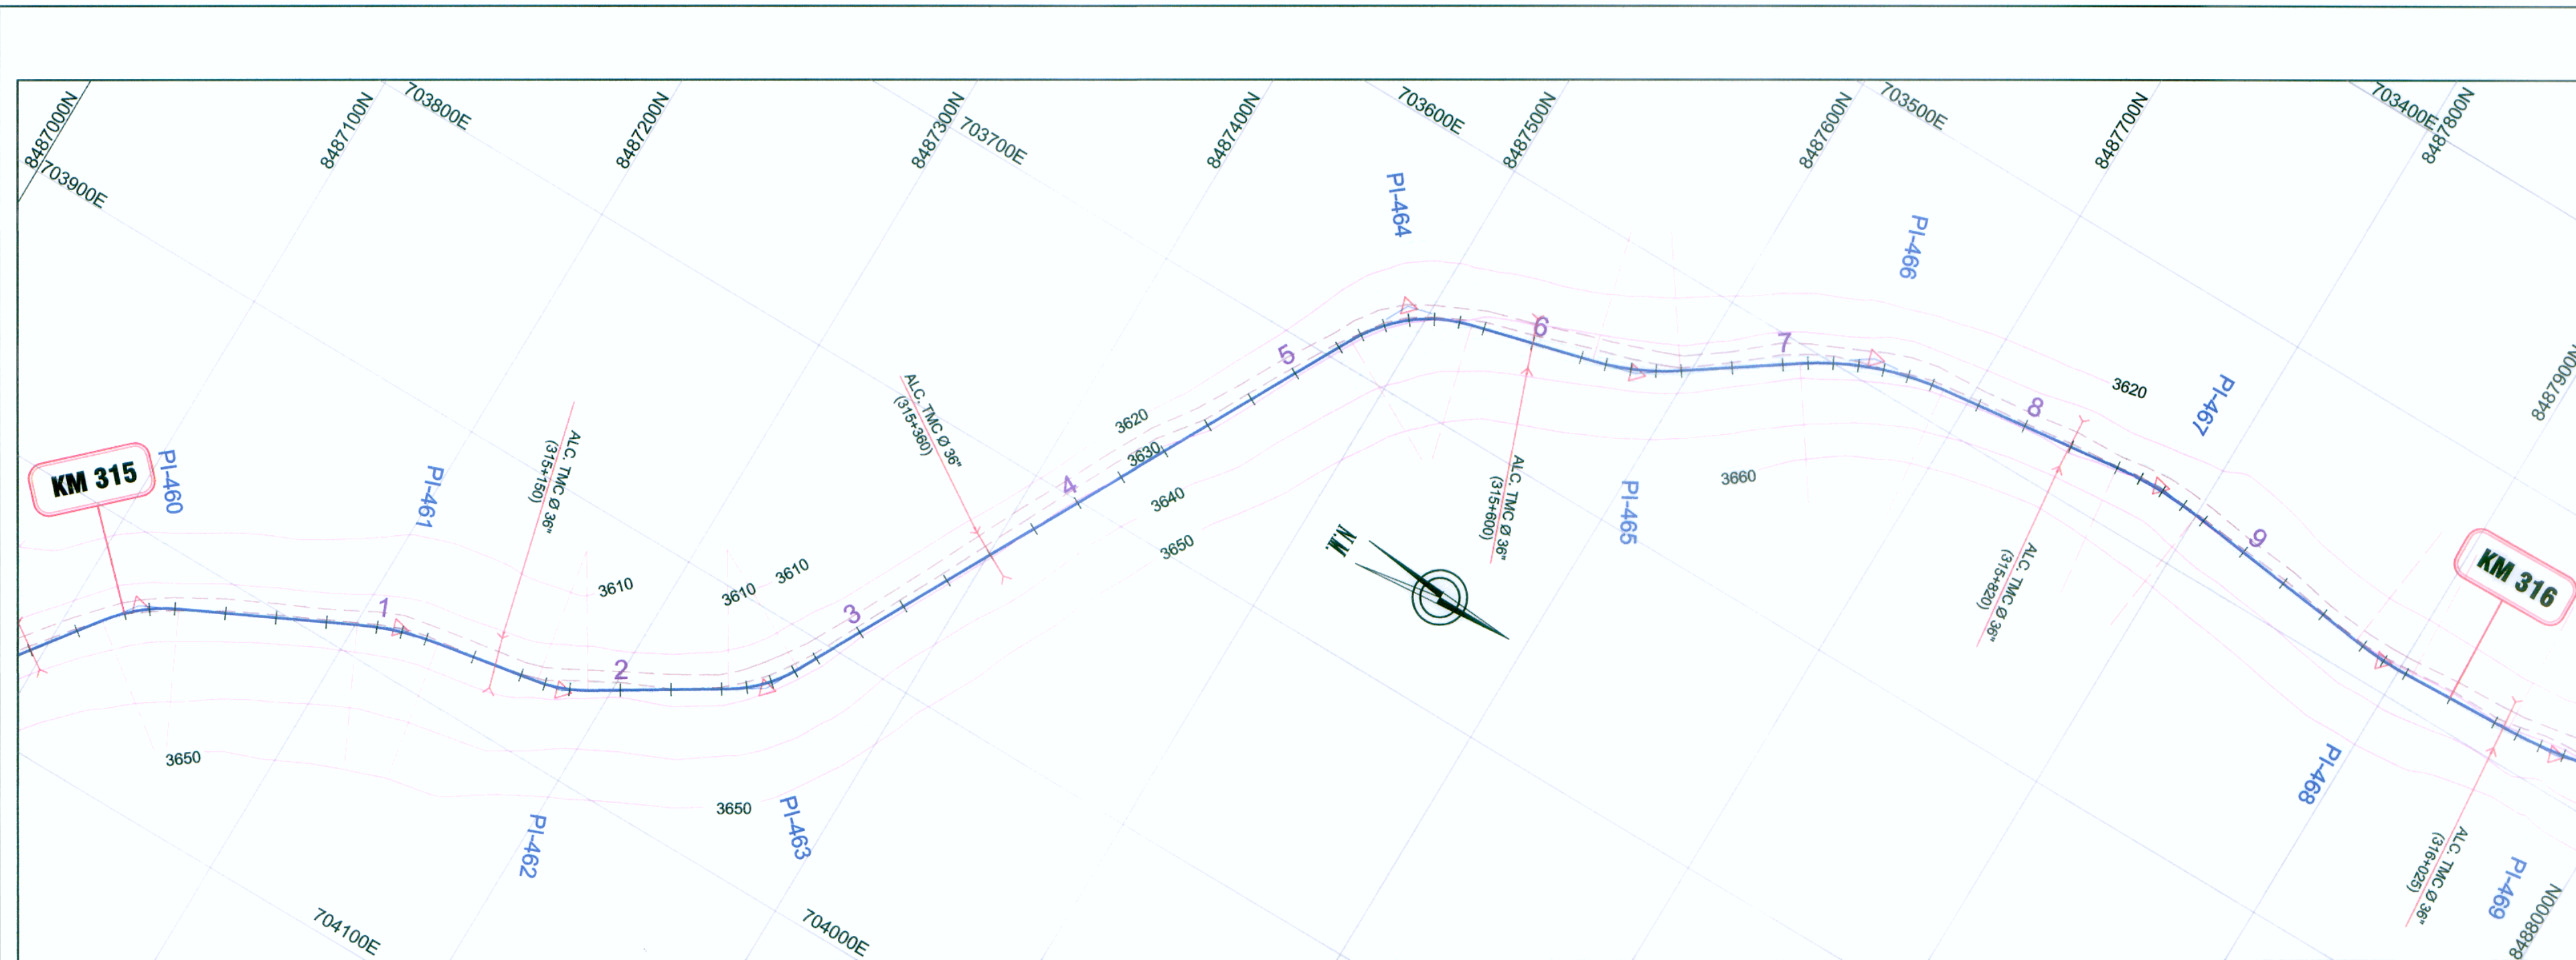 8487000N
703900E
8487100N
703800E
8487200N
8487300N
703700E
8487400N
703600E
8487500N
8487600N
703500E
8487700N
703400E
8487800N
8487900N
PI-464
PI-466
PI-467
KM 315
PI-460
PI-461
ALC. TMC Ø 36"
(315+150)
ALC. TMC Ø 36"
(315+360)
3620
3630
3640
3650
ALC. TMC Ø 36"
(315+600)
PI-465
3660
3620
ALC. TMC Ø 36"
(315+820)
KM 316
1
2
3
4
5
6
7
8
9
3610
3610
3610
N.M.
3650
3650
PI-462
PI-463
PI-468
ALC. TMC Ø 36"
(316+025)
PI-469
704100E
704000E
8488000N